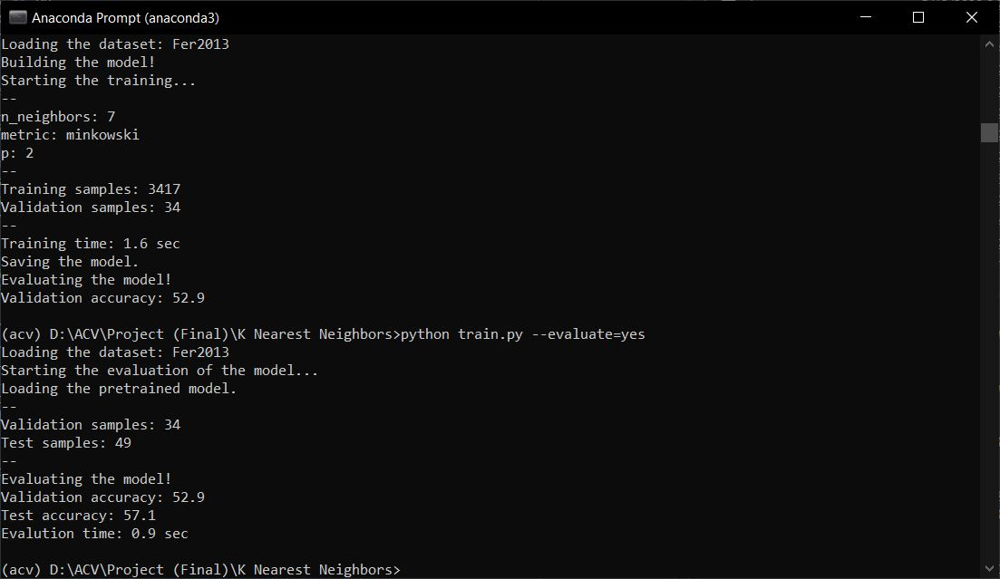 Anaconda Prompt (anaconda3)
Loading the dataset: Fer2013
Building the model!
Starting the training...
--
n_neighbors: 7
metric: minkowski
p: 2
--
Training samples: 3417
Validation samples: 34
--
Training time: 1.6 sec
Saving the model.
Evaluating the model!
Validation accuracy: 52.9
(acv) D:\ACV\Project (Final)\K Nearest Neighbors>python train.py --evaluate=yes
Loading the dataset: Fer2013
Starting the evaluation of the model...
Loading the pretrained model.
--
Validation samples: 34
Test samples: 49
--
Evaluating the model!
Validation accuracy: 52.9
Test accuracy: 57.1
Evalution time: 0.9 sec
(acv) D:\ACV\Project (Final)\K Nearest Neighbors>